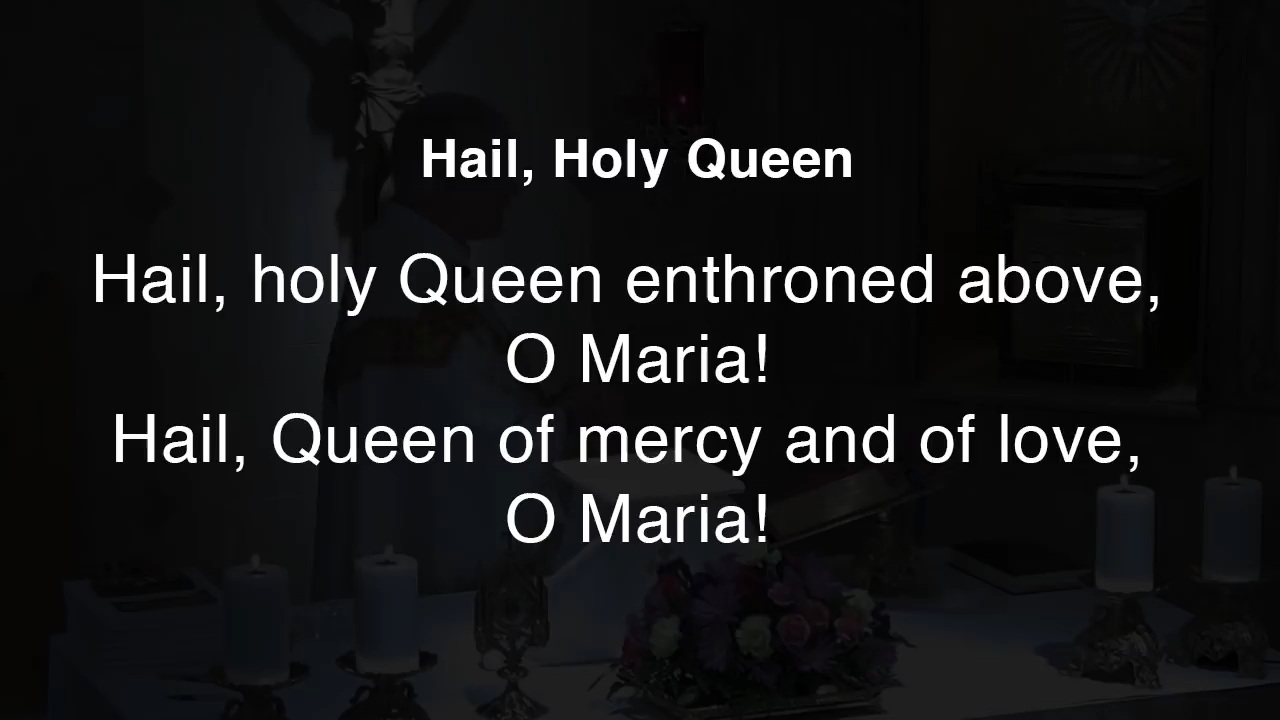 Hail, Holy Queen
Hail, holy Queen enthroned above,
O Maria!
Hail, Queen of mercy and of love,
O Maria!